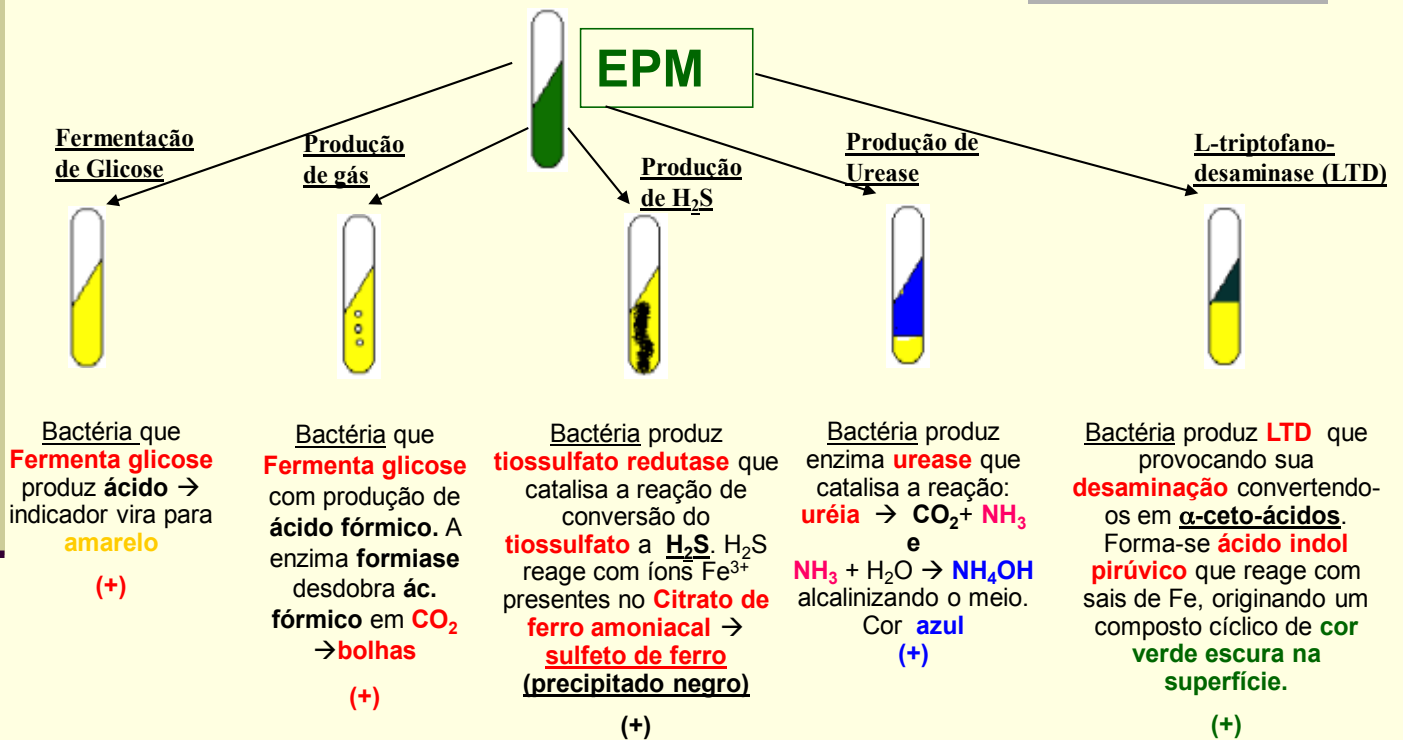 EPM
Fermentação
de Glicose
Produção
de gás
Produção
de H₂S
Produção de
Urease
L-triptofano-
desaminase (LTD)
Bactéria que
Fermenta glicose
produz ácido →
indicador vira para
amarelo
(+)
Bactéria que
Fermenta glicose
com produção de
ácido fórmico. A
enzima formiase
desdobra ác.
fórmico em CO₂
→bolhas
(+)
Bactéria produz
tiossulfato redutase que
catalisa a reação de
conversão do
tiossulfato a H₂S. H₂S
reage com íons Fe³⁺
presentes no Citrato de
ferro amoniacal →
sulfeto de ferro
(precipitado negro)
(+)
Bactéria produz
enzima urease que
catalisa a reação:
uréia → CO₂+ NH₃
e
NH₃ + H₂O → NH₄OH
alcalinizando o meio.
Cor azul
(+)
Bactéria produz LTD que
provocando sua
desaminação convertendo-
os em α-ceto-ácidos.
Forma-se ácido indol
pirúvico que reage com
sais de Fe, originando um
composto cíclico de cor
verde escura na
superfície.
(+)